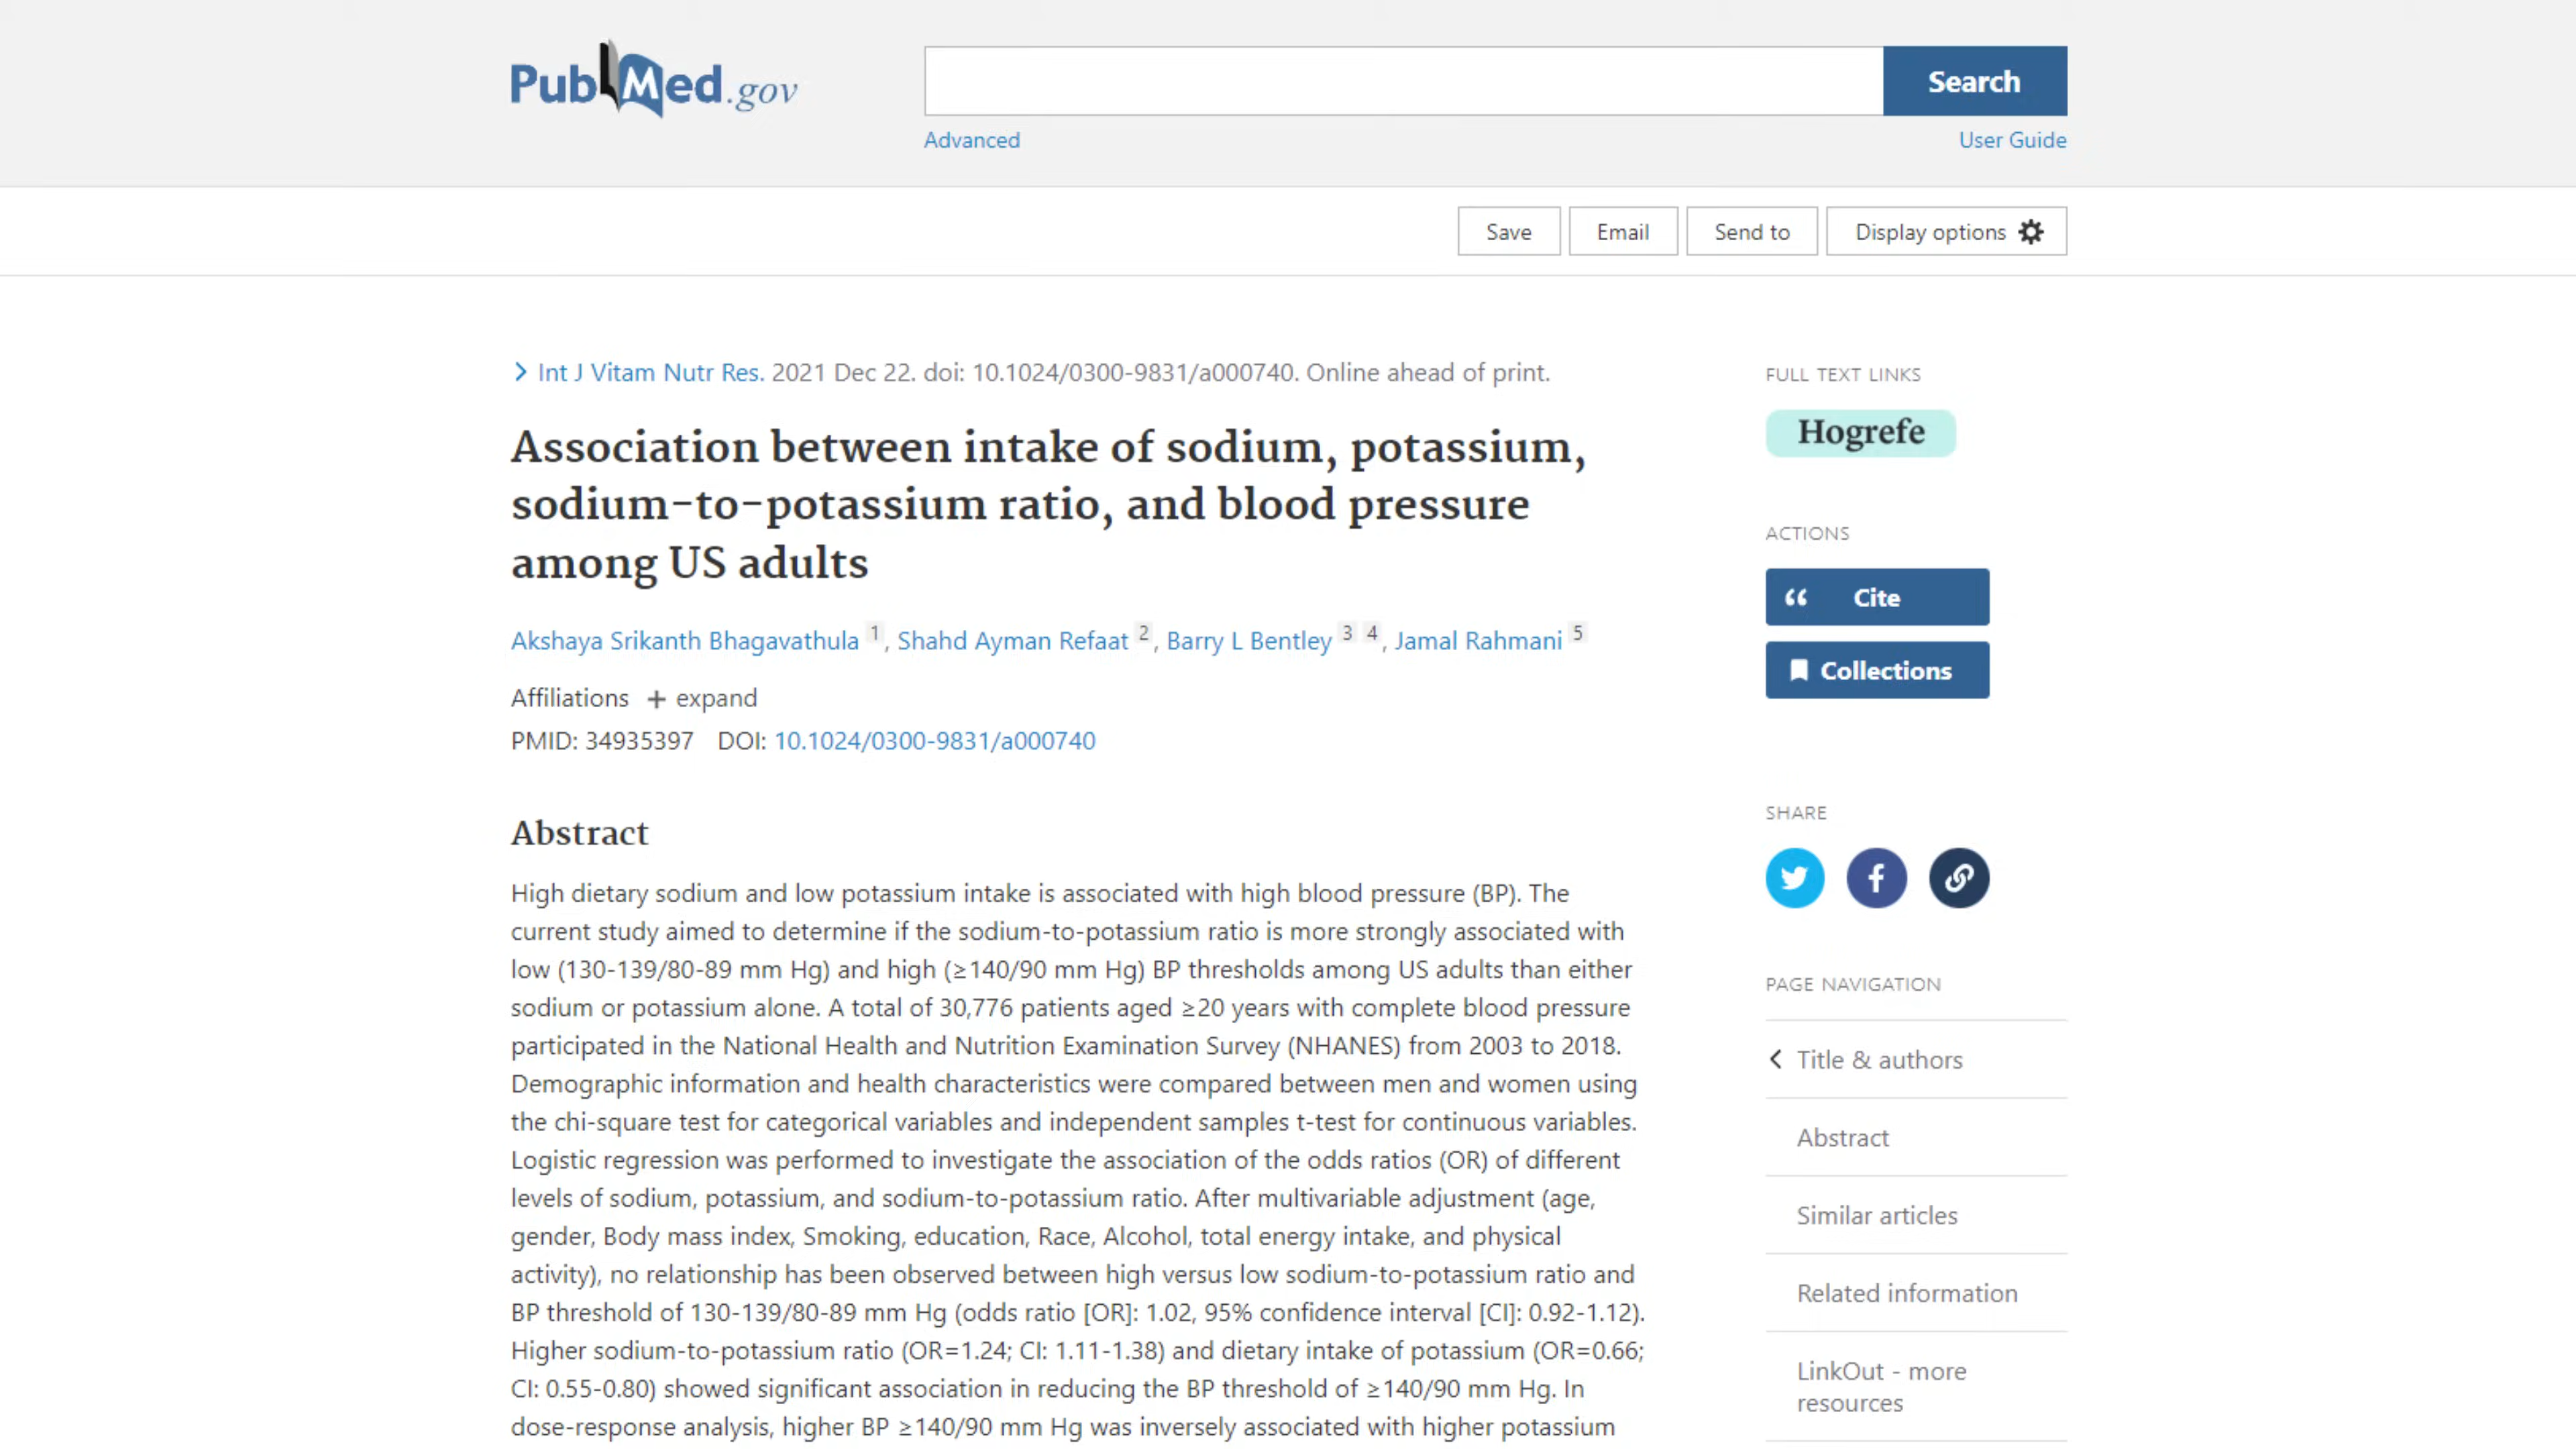 PubMed.gov
Search
Advanced
User Guide
Save
Email
Send to
Display options
Int J Vitam Nutr Res. 2021 Dec 22. doi: 10.1024/0300-9831/a000740. Online ahead of print.
Association between intake of sodium, potassium,
sodium-to-potassium ratio, and blood pressure
among US adults
Akshaya Srikanth Bhagavathula 1, Shahd Ayman Refaat 2, Barry L Bentley 3 4, Jamal Rahmani 5
Affiliations + expand
PMID: 34935397 DOI: 10.1024/0300-9831/a000740
Abstract
High dietary sodium and low potassium intake is associated with high blood pressure (BP). The
current study aimed to determine if the sodium-to-potassium ratio is more strongly associated with
low (130-139/80-89 mm Hg) and high (≥140/90 mm Hg) BP thresholds among US adults than either
sodium or potassium alone. A total of 30,776 patients aged ≥20 years with complete blood pressure
participated in the National Health and Nutrition Examination Survey (NHANES) from 2003 to 2018.
Demographic information and health characteristics were compared between men and women using
the chi-square test for categorical variables and independent samples t-test for continuous variables.
Logistic regression was performed to investigate the association of the odds ratios (OR) of different
levels of sodium, potassium, and sodium-to-potassium ratio. After multivariable adjustment (age,
gender, Body mass index, Smoking, education, Race, Alcohol, total energy intake, and physical
activity), no relationship has been observed between high versus low sodium-to-potassium ratio and
BP threshold of 130-139/80-89 mm Hg (odds ratio [OR]: 1.02, 95% confidence interval [CI]: 0.92-1.12).
Higher sodium-to-potassium ratio (OR=1.24; CI: 1.11-1.38) and dietary intake of potassium (OR=0.66;
CI: 0.55-0.80) showed significant association in reducing the BP threshold of ≥140/90 mm Hg. In
dose-response analysis, higher BP ≥140/90 mm Hg was inversely associated with higher potassium
FULL TEXT LINKS
Hogrefe
ACTIONS
Cite
Collections
SHARE
PAGE NAVIGATION
Title & authors
Abstract
Similar articles
Related information
LinkOut - more
resources